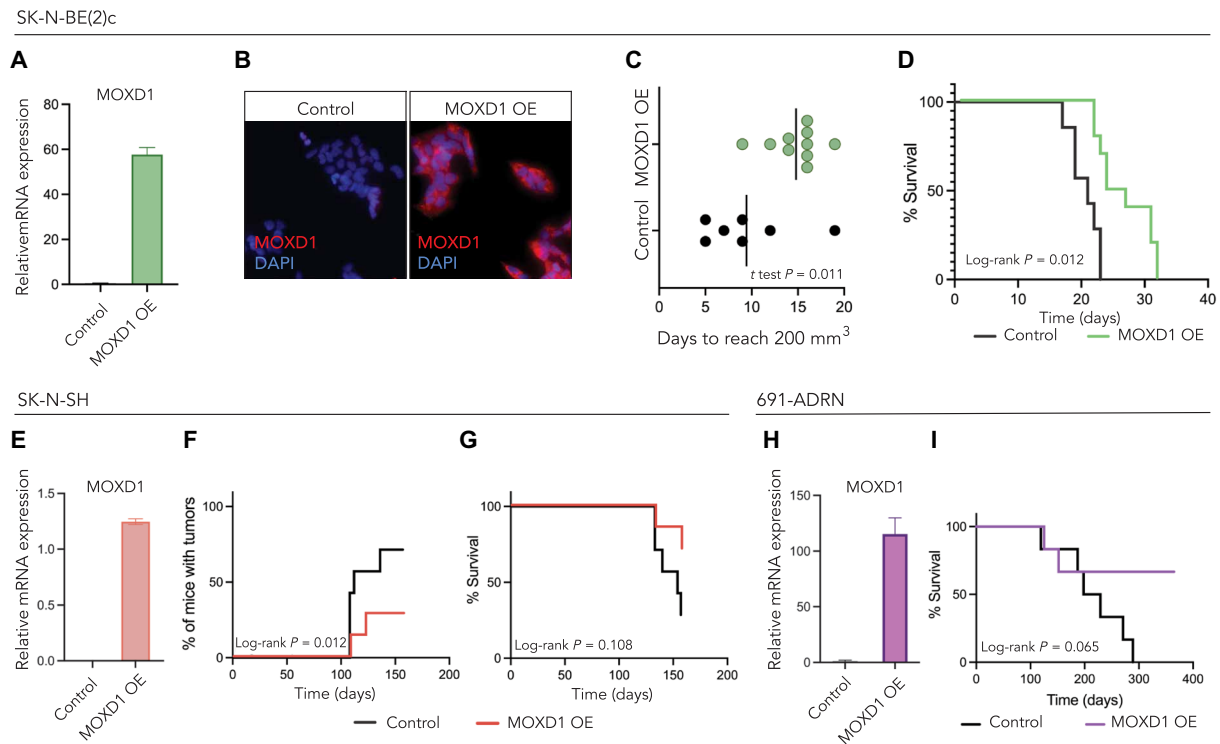 SK-N-BE(2)c
A
B
C
D
MOXD1
Relative mRNA expression
80
60
40
20
0
Control
MOXD1 OE
Control
MOXD1 OE
MOXD1
DAPI
MOXD1
DAPI
Control MOXD1 OE
t test P = 0.011
0
5
10
15
20
Days to reach 200 mm3
% Survival
100
50
0
Log-rank P = 0.012
0
10
20
30
40
Time (days)
Control
MOXD1 OE
SK-N-SH
691-ADRN
E
F
G
H
I
MOXD1
Relative mRNA expression
1.5
1.0
0.5
0.0
Control
MOXD1 OE
% of mice with tumors
100
50
0
Log-rank P = 0.012
0
50
100
150
200
Time (days)
% Survival
100
50
0
Log-rank P = 0.108
0
50
100
150
200
Time (days)
Control
MOXD1 OE
MOXD1
Relative mRNA expression
150
100
50
0
Control
MOXD1 OE
% Survival
100
50
0
Log-rank P = 0.065
0
100
200
300
400
Time (days)
Control
MOXD1 OE